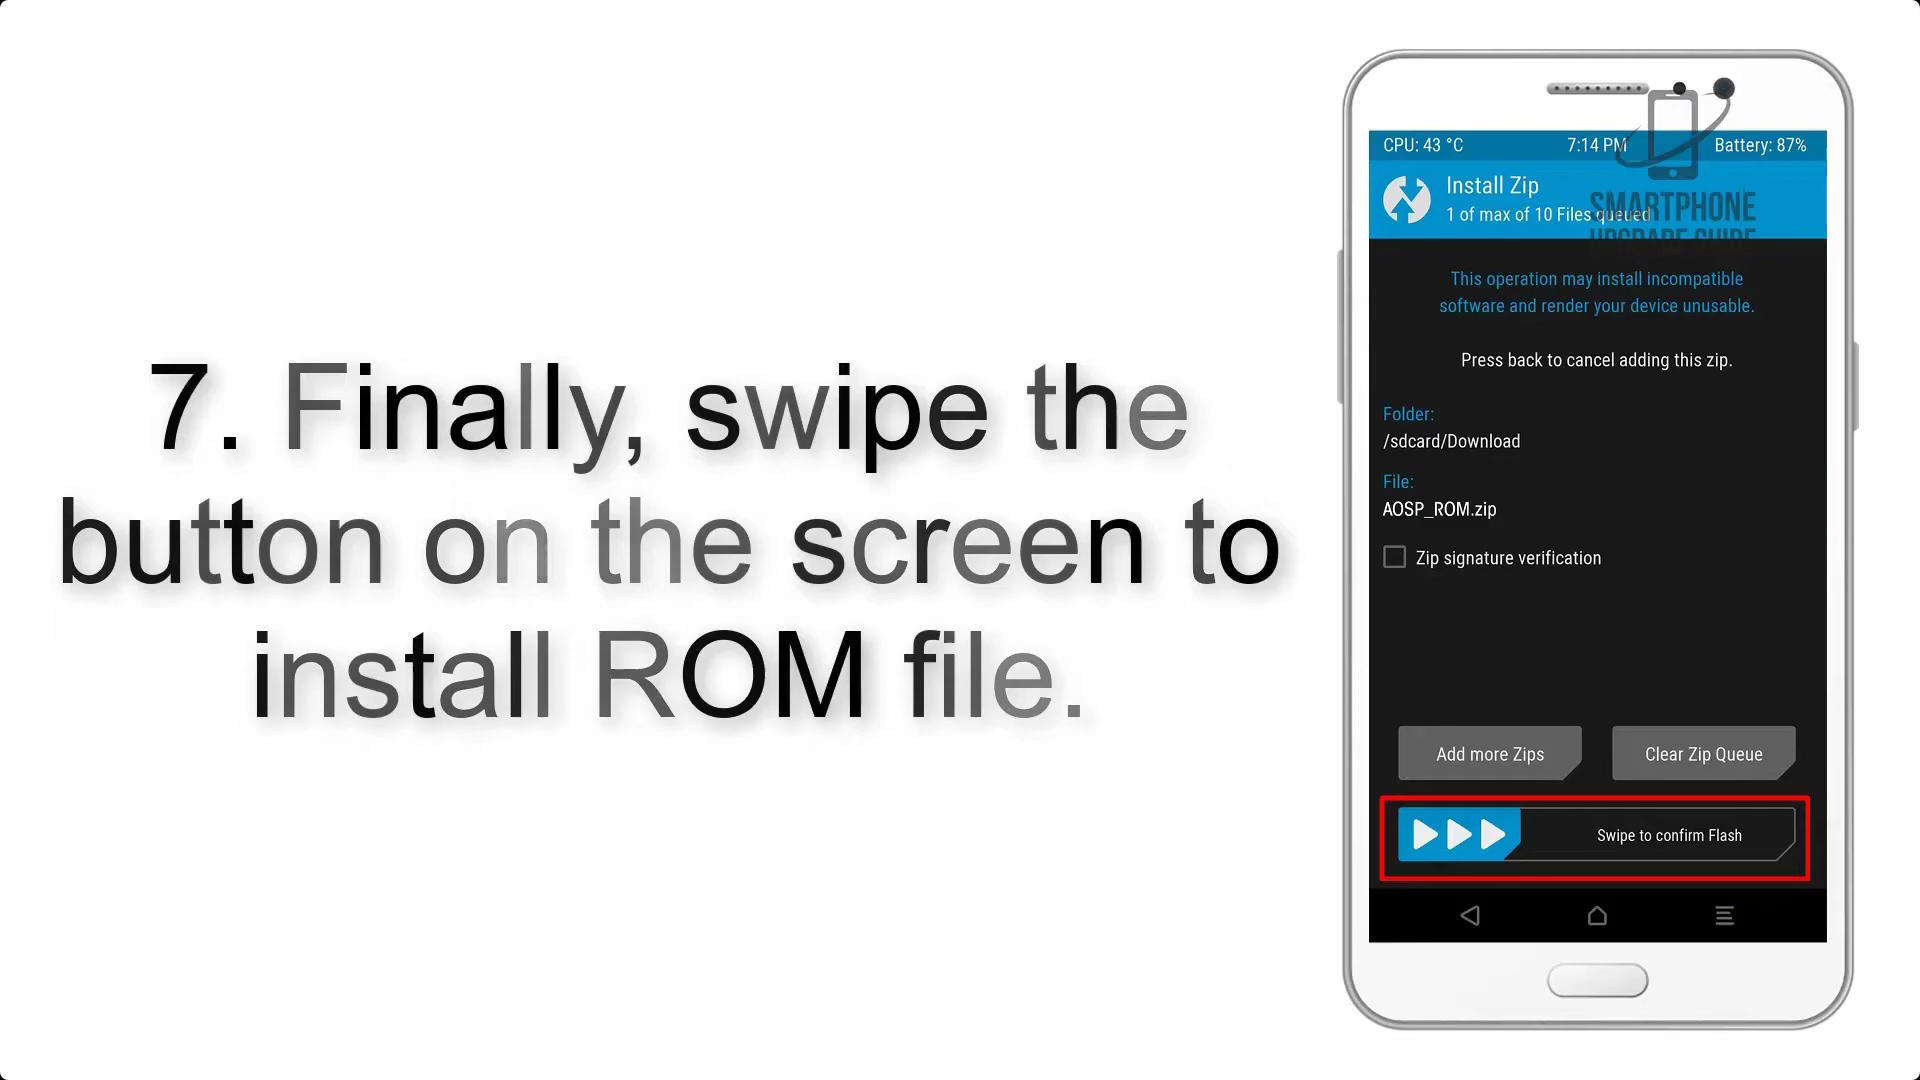 7. Finally, swipe the
button on the screen to
install ROM file.
CPU: 43 °C 7:14 PM Battery: 87%
Install Zip
1 of max of 10 Files queued
SMARTPHONE
UPGRADE GUIDE
This operation may install incompatible
software and render your device unusable.
Press back to cancel adding this zip.
Folder:
/sdcard/Download
File:
AOSP_ROM.zip
Zip signature verification
Add more Zips Clear Zip Queue
Swipe to confirm Flash